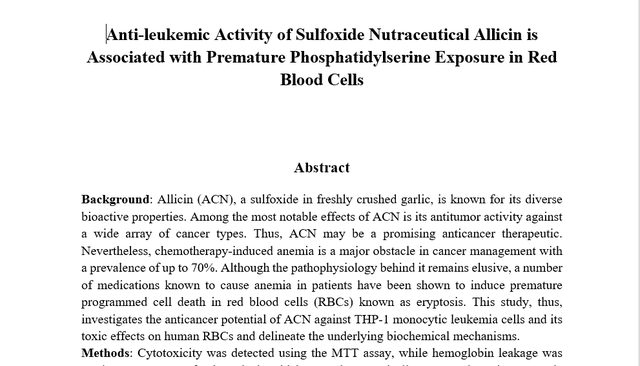 Anti-leukemic Activity of Sulfoxide Nutraceutical Allicin is
Associated with Premature Phosphatidylserine Exposure in Red
Blood Cells
Abstract
Background: Allicin (ACN), a sulfoxide in freshly crushed garlic, is known for its diverse
bioactive properties. Among the most notable effects of ACN is its antitumor activity against
a wide array of cancer types. Thus, ACN may be a promising anticancer therapeutic.
Nevertheless, chemotherapy-induced anemia is a major obstacle in cancer management with
a prevalence of up to 70%. Although the pathophysiology behind it remains elusive, a number
of medications known to cause anemia in patients have been shown to induce premature
programmed cell death in red blood cells (RBCs) known as eryptosis. This study, thus,
investigates the anticancer potential of ACN against THP-1 monocytic leukemia cells and its
toxic effects on human RBCs and delineate the underlying biochemical mechanisms.
Methods: Cytotoxicity was detected using the MTT assay, while hemoglobin leakage was